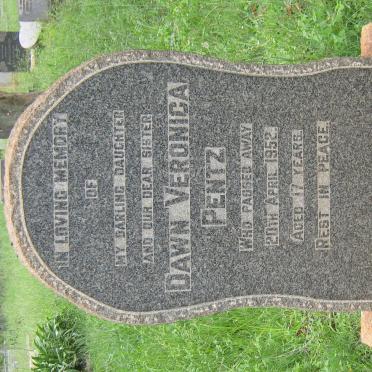 IN LOVING MEMORY
OF
MY DARLING DAUGHTER
AND OUR DEAR SISTER
DAWN VERONICA
PENTZ
WHO PASSED AWAY
20TH APRIL 1952.
AGED 17 YEARS.
REST IN PEACE.